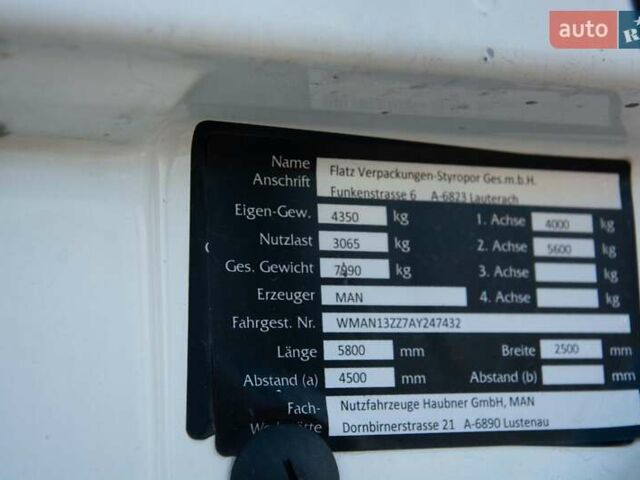 auto
R
Name
Anschrift
Flatz Verpackungen-Styropor Ges.m.b.H.
Funkenstrasse 6 A-6823 Lauterach
Eigen-Gew. 4350 kg 1. Achse 4000 kg
Nutzlast 3065 kg 2. Achse 5600 kg
Ges. Gewicht 7490 kg 3. Achse kg
Erzeuger MAN 4. Achse kg
Fahrgest. Nr. WMAN13ZZ7AY247432
Länge 5800 mm Breite 2500 mm
Abstand (a) 4500 mm Abstand (b) mm
Fach- Nutzfahrzeuge Haubner GmbH, MAN
Dornbirnerstrasse 21 A-6890 Lustenau